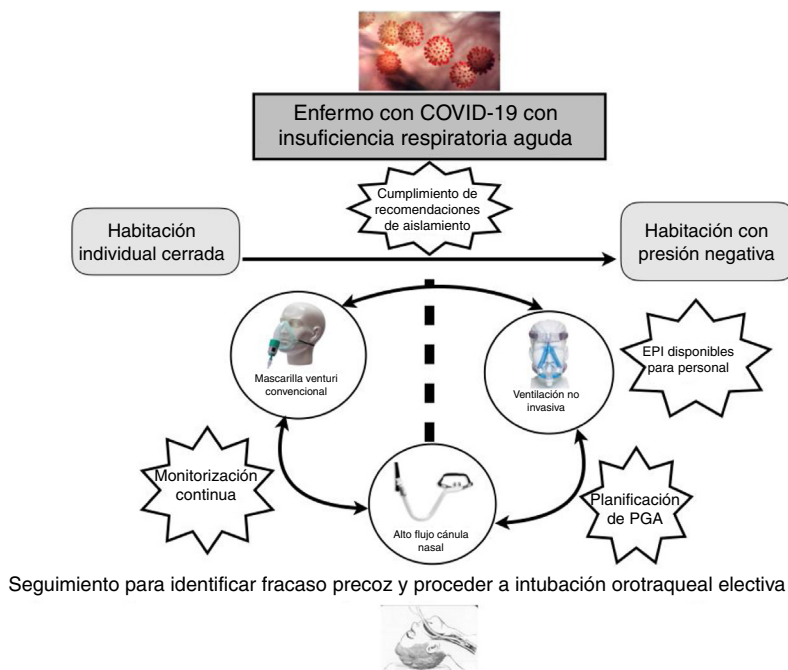 Enfermo con COVID-19 con
insuficiencia respiratoria aguda
Cumplimiento de
recomendaciones
de aislamiento
Habitación
individual cerrada
Habitación con
presión negativa
Mascarilla venturi
convencional
Ventilación no
invasiva
EPI disponibles
para personal
Monitorización
continua
Alto flujo cánula
nasal
Planificación
de PGA
Seguimiento para identificar fracaso precoz y proceder a intubación orotraqueal electiva